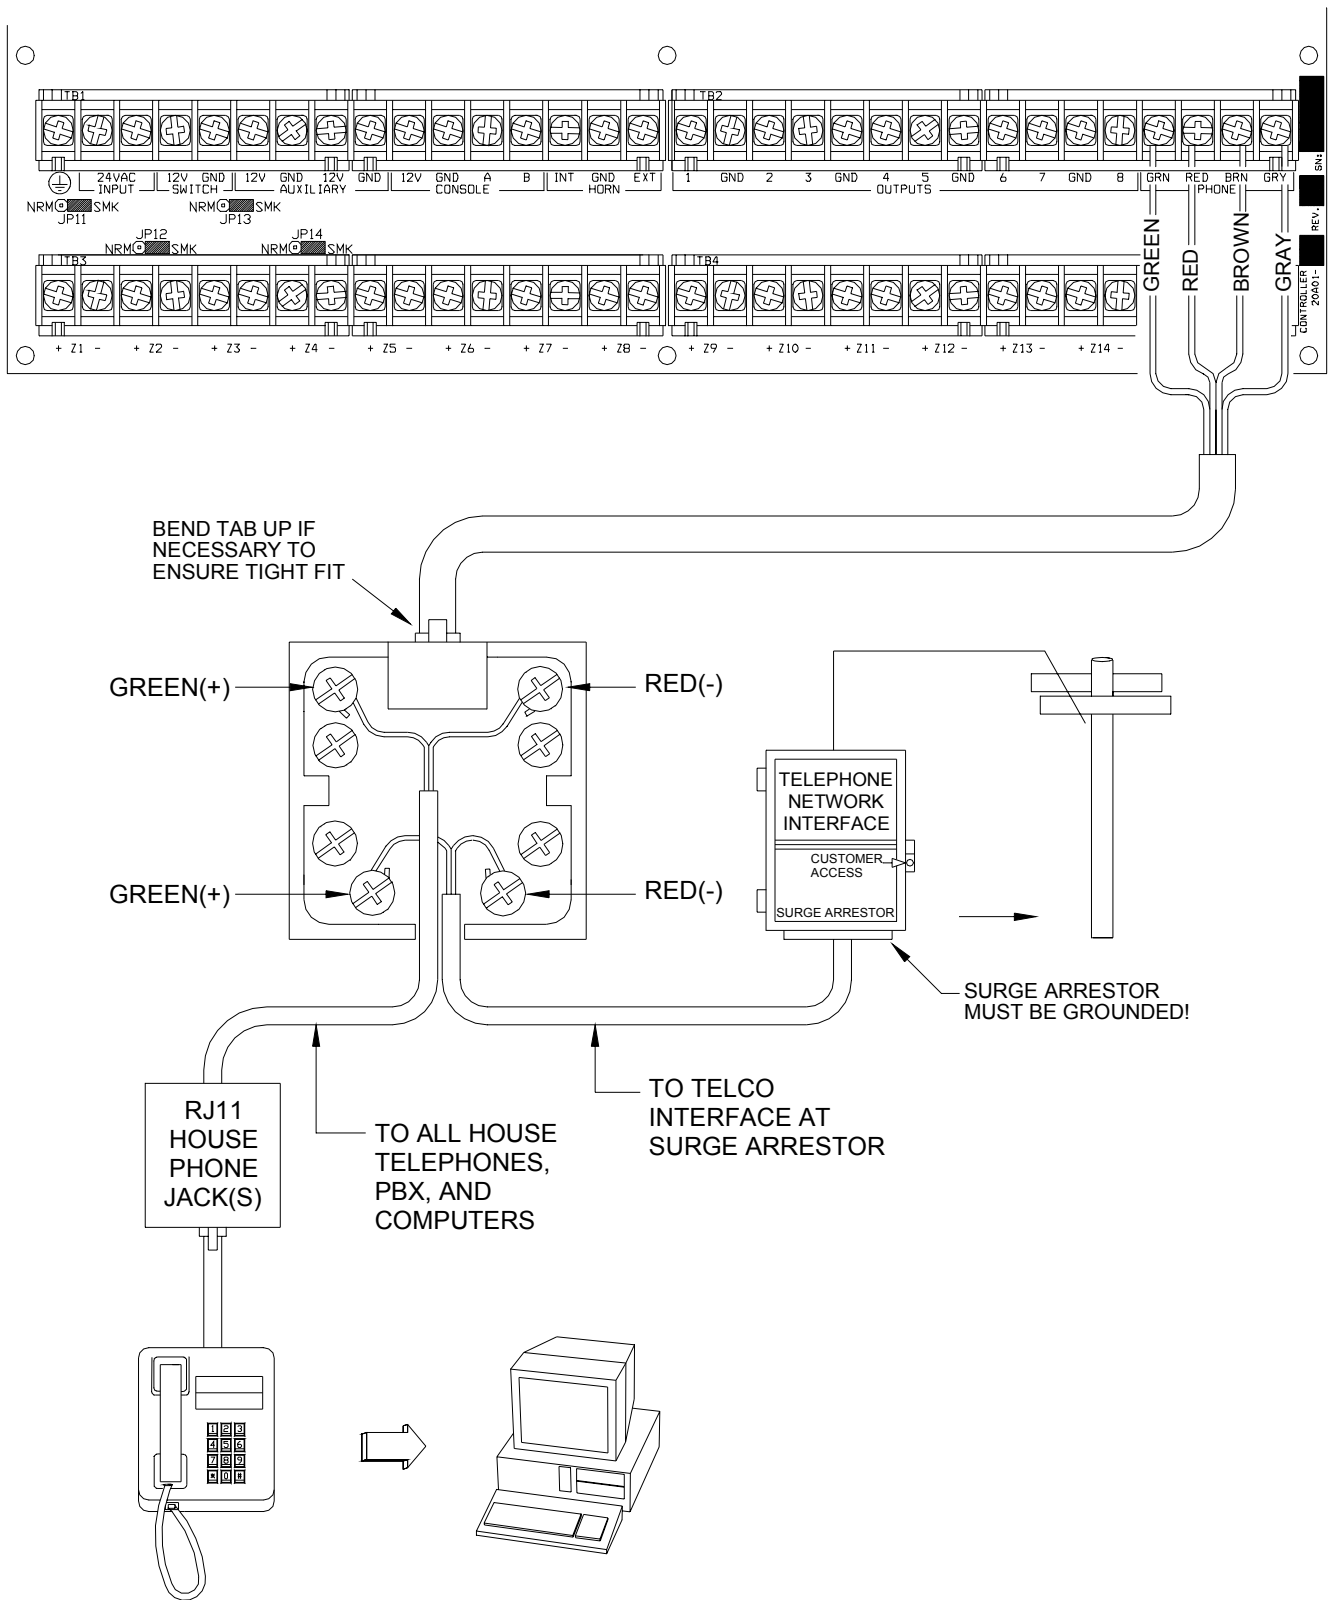 TB1
TB2
24VAC 12V GND 12V GND 12V GND 12V GND A B INT GND EXT 1 GND 2 3 GND 4 5 GND 6 7 GND 8 GRN RED BRN GRY
INPUT SWITCH AUXILIARY CONSOLE HORN OUTPUTS PHONE
NRM SMK NRM SMK
JP11 JP13
JP12 JP14
NRM SMK NRM SMK
TB3
TB4
+ Z1 - + Z2 - + Z3 - + Z4 - + Z5 - + Z6 - + Z7 - + Z8 - + Z9 - + Z10 - + Z11 - + Z12 - + Z13 - + Z14 -
GREEN
RED
BROWN
GRAY
SN:
REV.
CONTROLLER
20A01-
BEND TAB UP IF
NECESSARY TO
ENSURE TIGHT FIT
GREEN(+)
RED(-)
GREEN(+)
RED(-)
TELEPHONE
NETWORK
INTERFACE
CUSTOMER
ACCESS
SURGE ARRESTOR
SURGE ARRESTOR
MUST BE GROUNDED!
TO TELCO
INTERFACE AT
SURGE ARRESTOR
TO ALL HOUSE
TELEPHONES,
PBX, AND
COMPUTERS
RJ11
HOUSE
PHONE
JACK(S)
1 2 3
4 5 6
7 8 9
* 0 #